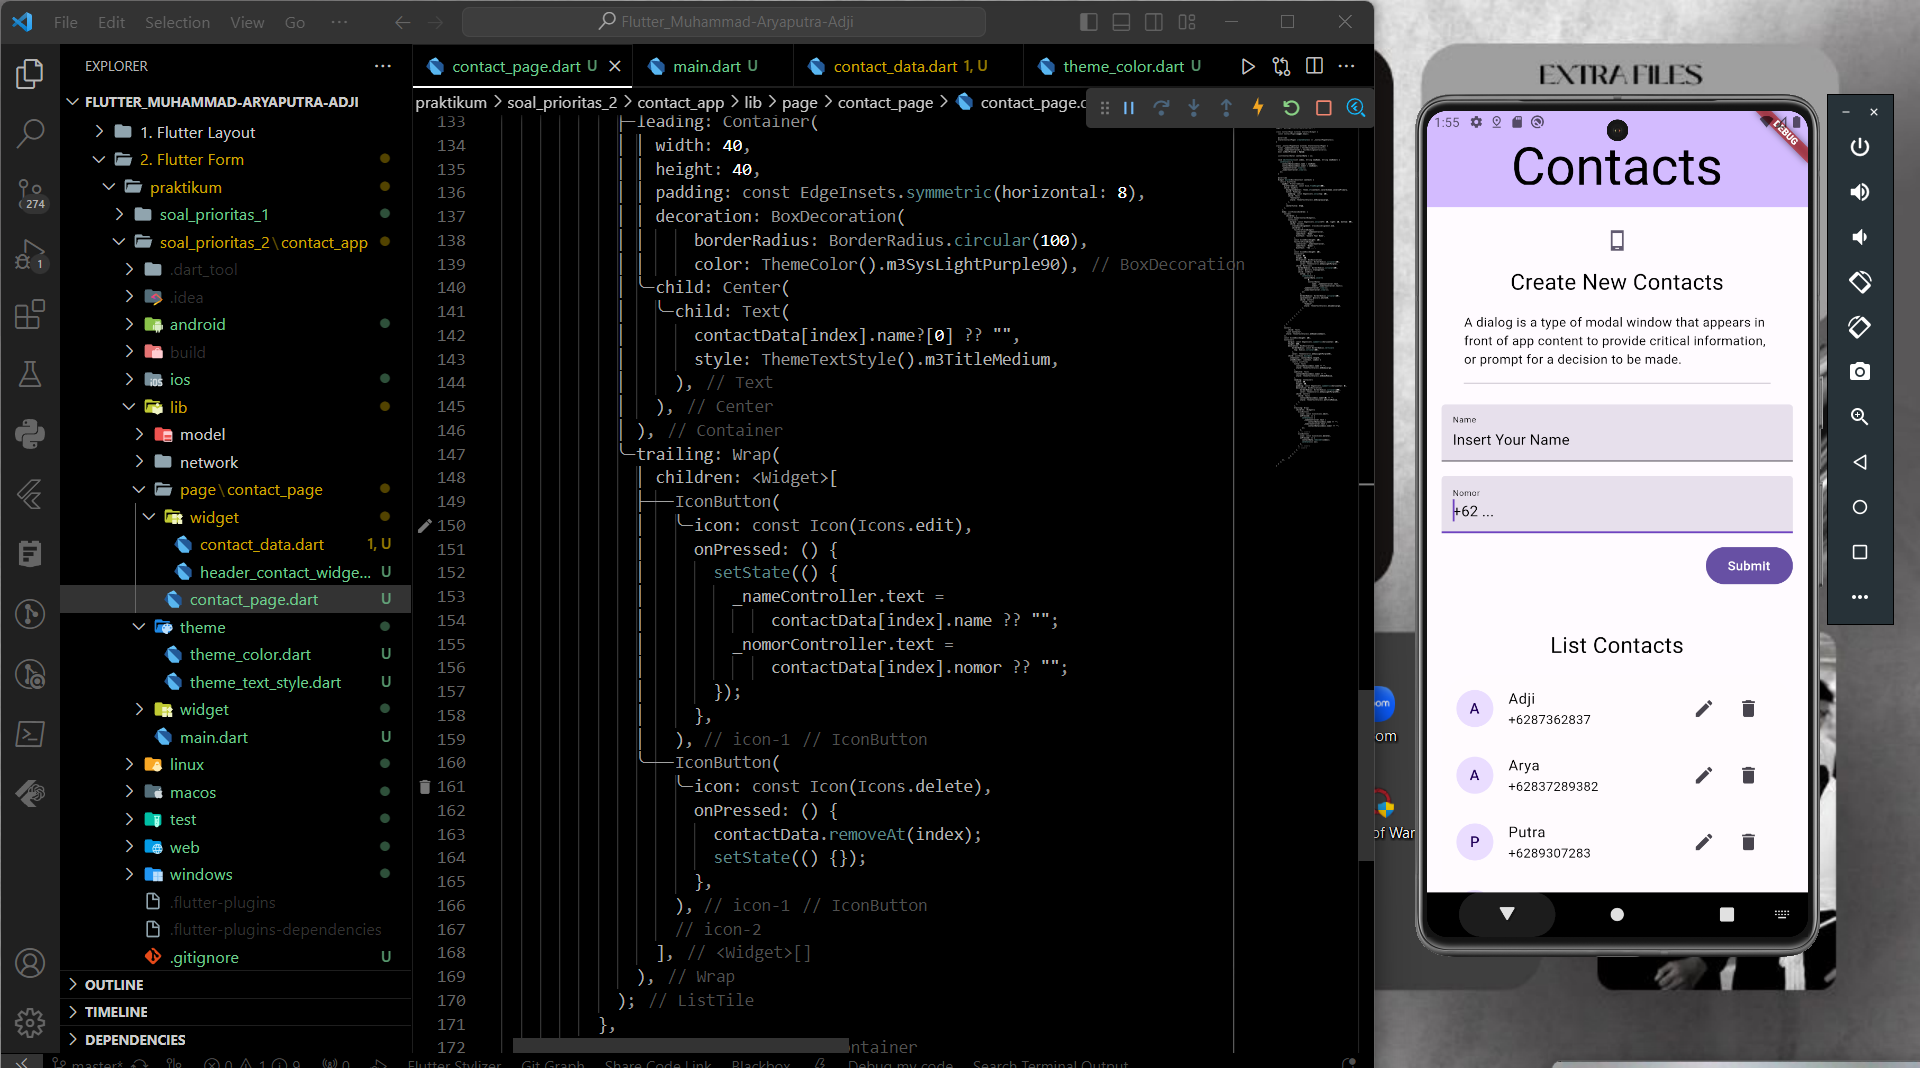 File Edit Selection View Go ...
Flutter_Muhammad-Aryaputra-Adji
EXPLORER
FLUTTER_MUHAMMAD-ARYAPUTRA-ADJI
1. Flutter Layout
2. Flutter Form
praktikum
soal_prioritas_1
soal_prioritas_2\contact_app
.dart_tool
.idea
android
build
ios
lib
model
network
page\contact_page
widget
contact_data.dart 1, U
header_contact_widge... U
contact_page.dart U
theme
theme_color.dart U
theme_text_style.dart U
widget
main.dart U
linux
macos
test
web
windows
.flutter-plugins
.flutter-plugins-dependencies
.gitignore U
OUTLINE
TIMELINE
DEPENDENCIES
274
1
contact_page.dart U
main.dart U
contact_data.dart 1, U
theme_color.dart U
praktikum > soal_prioritas_2 > contact_app > lib > page > contact_page > contact_page.c
133 leading: Container(
134 width: 40,
135 height: 40,
136 padding: const EdgeInsets.symmetric(horizontal: 8),
137 decoration: BoxDecoration(
138 borderRadius: BorderRadius.circular(100),
139 color: ThemeColor().m3SysLightPurple90), // BoxDecoration
140 child: Center(
141 child: Text(
142 contactData[index].name?[0] ?? "",
143 style: ThemeTextStyle().m3TitleMedium,
144 ), // Text
145 ), // Center
146 ), // Container
147 trailing: Wrap(
148 children: <Widget>[
149 IconButton(
150 icon: const Icon(Icons.edit),
151 onPressed: () {
152 setState(() {
153 _nameController.text =
154 contactData[index].name ?? "";
155 _nomorController.text =
156 contactData[index].nomor ?? "";
157 });
158 },
159 ), // icon-1 // IconButton
160 IconButton(
161 icon: const Icon(Icons.delete),
162 onPressed: () {
163 contactData.removeAt(index);
164 setState(() {});
165 },
166 ), // icon-1 // IconButton
167 // icon-2
168 ], // <Widget>[]
169 ), // Wrap
170 ); // ListTile
171 },
172 ntainer
master* 0 1 9 0 Flutter Stylizer Git Graph Share Code Link Blackbox Debug my code Search Terminal Output
EXTRA FILES
om
of War
1:55
DEBUG
Contacts
Create New Contacts
A dialog is a type of modal window that appears in
front of app content to provide critical information,
or prompt for a decision to be made.
Name
Insert Your Name
Nomor
+62 ...
Submit
List Contacts
A
Adji
+6287362837
A
Arya
+62837289382
P
Putra
+6289307283